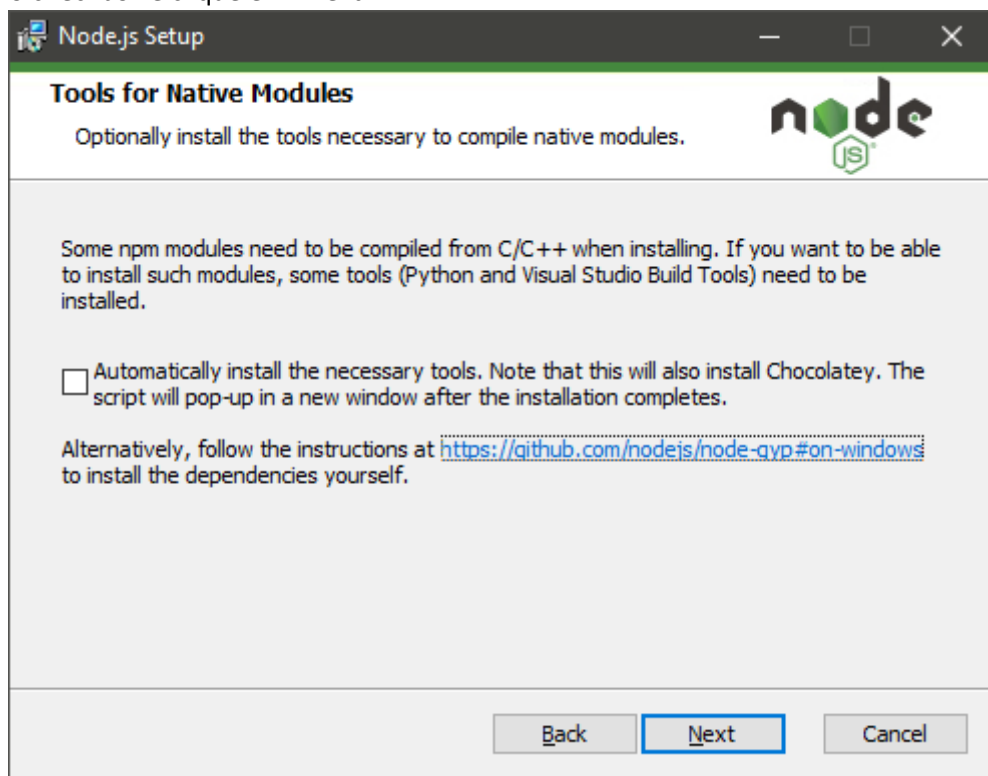 Node.js Setup
Tools for Native Modules
Optionally install the tools necessary to compile native modules.
node
JS
Some npm modules need to be compiled from C/C++ when installing. If you want to be able
to install such modules, some tools (Python and Visual Studio Build Tools) need to be
installed.
Automatically install the necessary tools. Note that this will also install Chocolatey. The
script will pop-up in a new window after the installation completes.
Alternatively, follow the instructions at https://github.com/nodejs/node-gyp#on-windows
to install the dependencies yourself.
Back Next Cancel